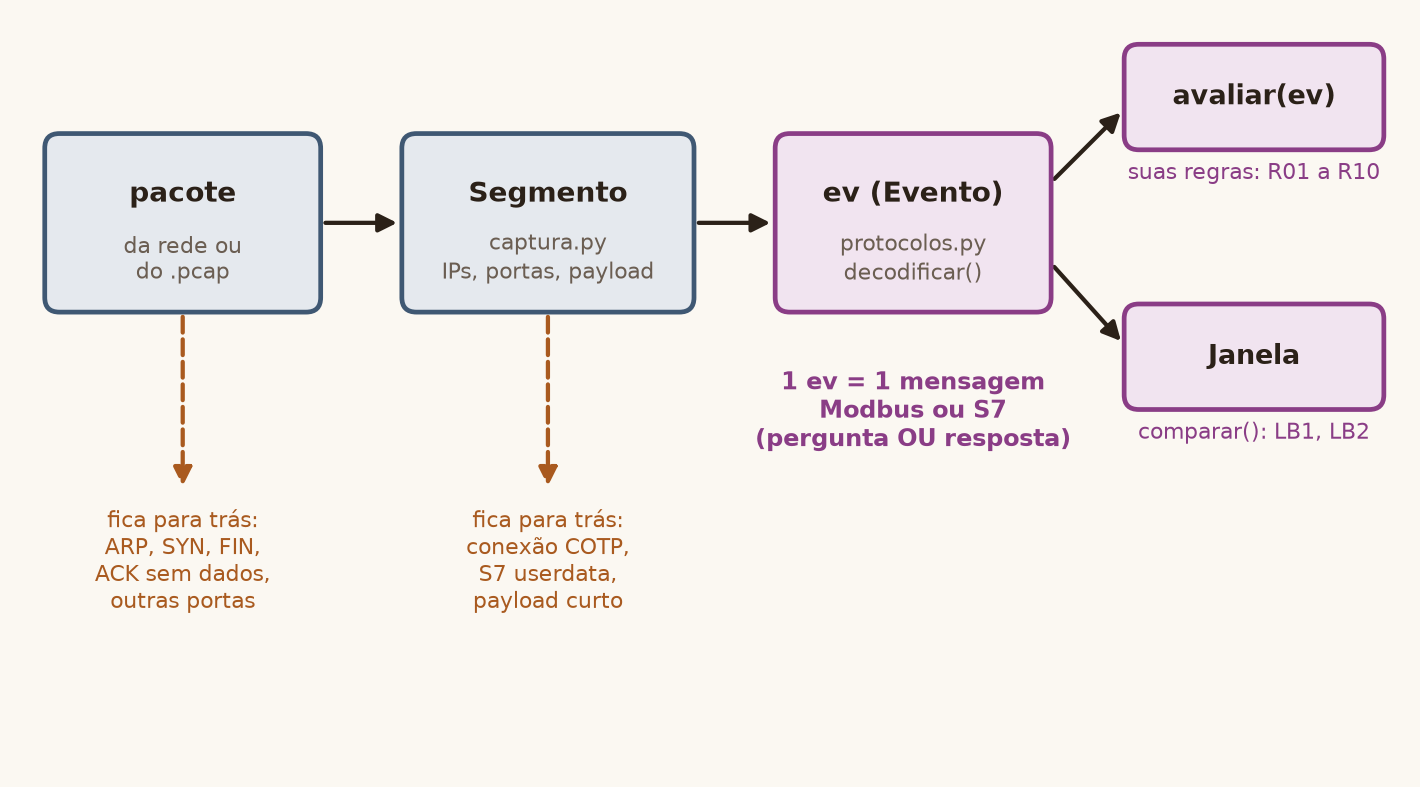 pacote
da rede ou
do .pcap
Segmento
captura.py
IPs, portas, payload
ev (Evento)
protocolos.py
decodificar()
avaliar(ev)
suas regras: R01 a R10
Janela
comparar(): LB1, LB2
1 ev = 1 mensagem
Modbus ou S7
(pergunta OU resposta)
fica para trás:
ARP, SYN, FIN,
ACK sem dados,
outras portas
fica para trás:
conexão COTP,
S7 userdata,
payload curto